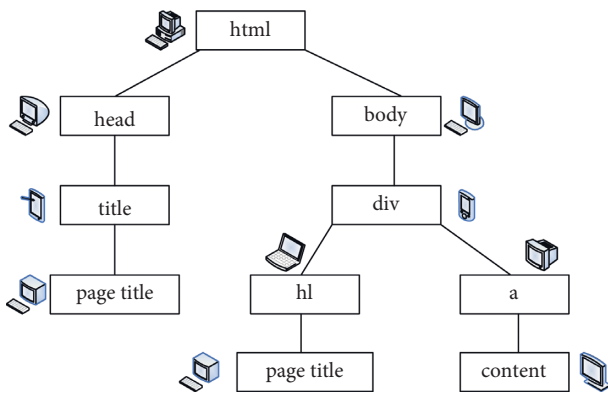 html
head
body
title
div
page title
hl
a
page title
content